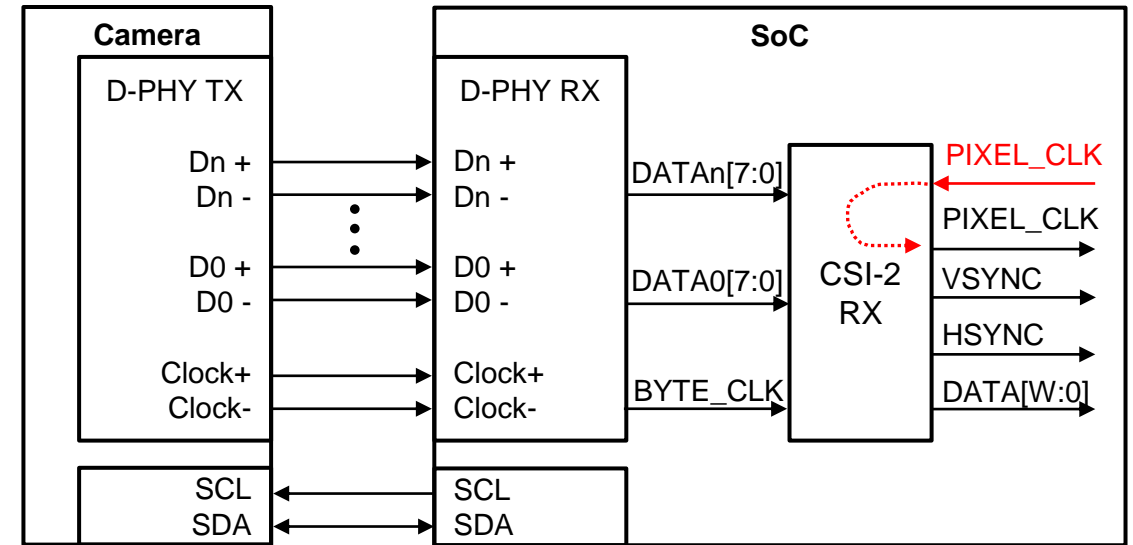 Camera
SoC
D-PHY TX
D-PHY RX
Dn +
Dn -
D0 +
D0 -
Clock+
Clock-
Dn +
Dn -
D0 +
D0 -
Clock+
Clock-
DATAn[7:0]
DATA0[7:0]
BYTE_CLK
CSI-2
RX
PIXEL_CLK
PIXEL_CLK
VSYNC
HSYNC
DATA[W:0]
SCL
SDA
SCL
SDA